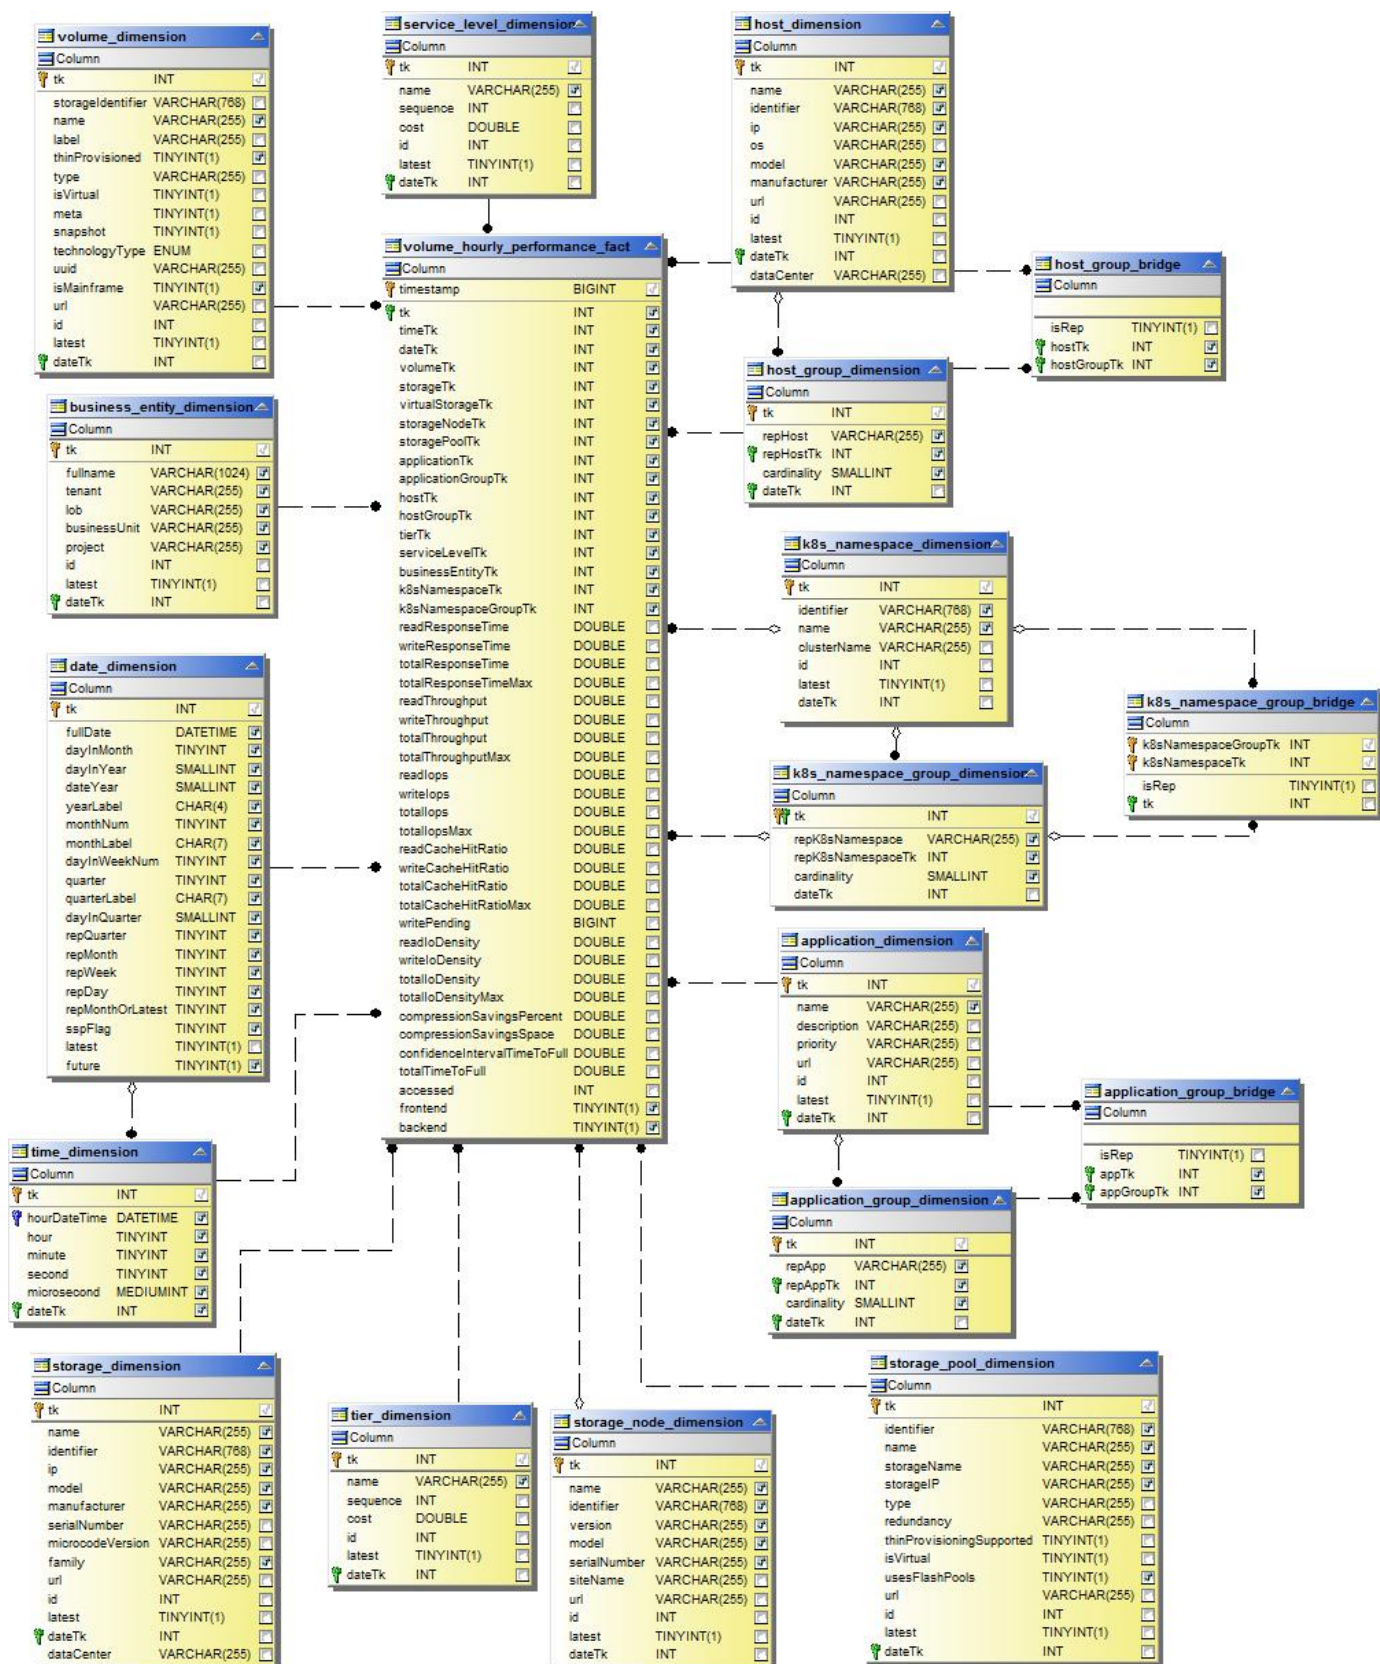 volume_dimension
Column
tk INT
storageIdentifier VARCHAR(768)
name VARCHAR(255)
label VARCHAR(255)
thinProvisioned TINYINT(1)
type VARCHAR(255)
isVirtual TINYINT(1)
meta TINYINT(1)
snapshot TINYINT(1)
technologyType ENUM
uuid VARCHAR(255)
isMainframe TINYINT(1)
url VARCHAR(255)
id INT
latest TINYINT(1)
dateTk INT
service_level_dimension
Column
tk INT
name VARCHAR(255)
sequence INT
cost DOUBLE
id INT
latest TINYINT(1)
dateTk INT
host_dimension
Column
tk INT
name VARCHAR(255)
identifier VARCHAR(768)
ip VARCHAR(255)
os VARCHAR(255)
model VARCHAR(255)
manufacturer VARCHAR(255)
url VARCHAR(255)
id INT
latest TINYINT(1)
dateTk INT
dataCenter VARCHAR(255)
host_group_bridge
Column
isRep TINYINT(1)
hostTk INT
hostGroupTk INT
volume_hourly_performance_fact
Column
timestamp BIGINT
tk INT
timeTk INT
dateTk INT
volumeTk INT
storageTk INT
virtualStorageTk INT
storageNodeTk INT
storagePoolTk INT
applicationTk INT
applicationGroupTk INT
hostTk INT
hostGroupTk INT
tierTk INT
serviceLevelTk INT
businessEntityTk INT
k8sNamespaceTk INT
k8sNamespaceGroupTk INT
readResponseTime DOUBLE
writeResponseTime DOUBLE
totalResponseTime DOUBLE
totalResponseTimeMax DOUBLE
readThroughput DOUBLE
writeThroughput DOUBLE
totalThroughput DOUBLE
totalThroughputMax DOUBLE
readIops DOUBLE
writeIops DOUBLE
totalIops DOUBLE
totalIopsMax DOUBLE
readCacheHitRatio DOUBLE
writeCacheHitRatio DOUBLE
totalCacheHitRatio DOUBLE
totalCacheHitRatioMax DOUBLE
writePending BIGINT
readIoDensity DOUBLE
writeIoDensity DOUBLE
totalIoDensity DOUBLE
totalIoDensityMax DOUBLE
compressionSavingsPercent DOUBLE
compressionSavingsSpace DOUBLE
confidenceIntervalTimeToFull DOUBLE
totalTimeToFull DOUBLE
accessed INT
frontend TINYINT(1)
backend TINYINT(1)
host_group_dimension
Column
tk INT
repHost VARCHAR(255)
repHostTk INT
cardinality SMALLINT
dateTk INT
business_entity_dimension
Column
tk INT
fullname VARCHAR(1024)
tenant VARCHAR(255)
lob VARCHAR(255)
businessUnit VARCHAR(255)
project VARCHAR(255)
id INT
latest TINYINT(1)
dateTk INT
k8s_namespace_dimension
Column
tk INT
identifier VARCHAR(768)
name VARCHAR(255)
clusterName VARCHAR(255)
id INT
latest TINYINT(1)
dateTk INT
date_dimension
Column
tk INT
fullDate DATETIME
dayInMonth TINYINT
dayInYear SMALLINT
dateYear SMALLINT
yearLabel CHAR(4)
monthNum TINYINT
monthLabel CHAR(7)
dayInWeekNum TINYINT
quarter TINYINT
quarterLabel CHAR(7)
dayInQuarter SMALLINT
repQuarter TINYINT
repMonth TINYINT
repWeek TINYINT
repDay TINYINT
repMonthOrLatest TINYINT
sspFlag TINYINT
latest TINYINT(1)
future TINYINT(1)
k8s_namespace_group_bridge
Column
k8sNamespaceGroupTk INT
k8sNamespaceTk INT
isRep TINYINT(1)
tk INT
k8s_namespace_group_dimension
Column
tk INT
repK8sNamespace VARCHAR(255)
repK8sNamespaceTk INT
cardinality SMALLINT
dateTk INT
application_dimension
Column
tk INT
name VARCHAR(255)
description VARCHAR(255)
priority VARCHAR(255)
url VARCHAR(255)
id INT
latest TINYINT(1)
dateTk INT
application_group_bridge
Column
isRep TINYINT(1)
appTk INT
appGroupTk INT
time_dimension
Column
tk INT
hourDateTime DATETIME
hour TINYINT
minute TINYINT
second TINYINT
microsecond MEDIUMINT
dateTk INT
application_group_dimension
Column
tk INT
repApp VARCHAR(255)
repAppTk INT
cardinality SMALLINT
dateTk INT
storage_dimension
Column
tk INT
name VARCHAR(255)
identifier VARCHAR(768)
ip VARCHAR(255)
model VARCHAR(255)
manufacturer VARCHAR(255)
serialNumber VARCHAR(255)
microcodeVersion VARCHAR(255)
family VARCHAR(255)
url VARCHAR(255)
id INT
latest TINYINT(1)
dateTk INT
dataCenter VARCHAR(255)
tier_dimension
Column
tk INT
name VARCHAR(255)
sequence INT
cost DOUBLE
id INT
latest TINYINT(1)
dateTk INT
storage_node_dimension
Column
tk INT
name VARCHAR(255)
identifier VARCHAR(768)
version VARCHAR(255)
model VARCHAR(255)
serialNumber VARCHAR(255)
siteName VARCHAR(255)
url VARCHAR(255)
id INT
latest TINYINT(1)
dateTk INT
storage_pool_dimension
Column
tk INT
identifier VARCHAR(768)
name VARCHAR(255)
storageName VARCHAR(255)
storageIP VARCHAR(255)
type VARCHAR(255)
redundancy VARCHAR(255)
thinProvisioningSupported TINYINT(1)
isVirtual TINYINT(1)
usesFlashPools TINYINT(1)
url VARCHAR(255)
id INT
latest TINYINT(1)
dateTk INT